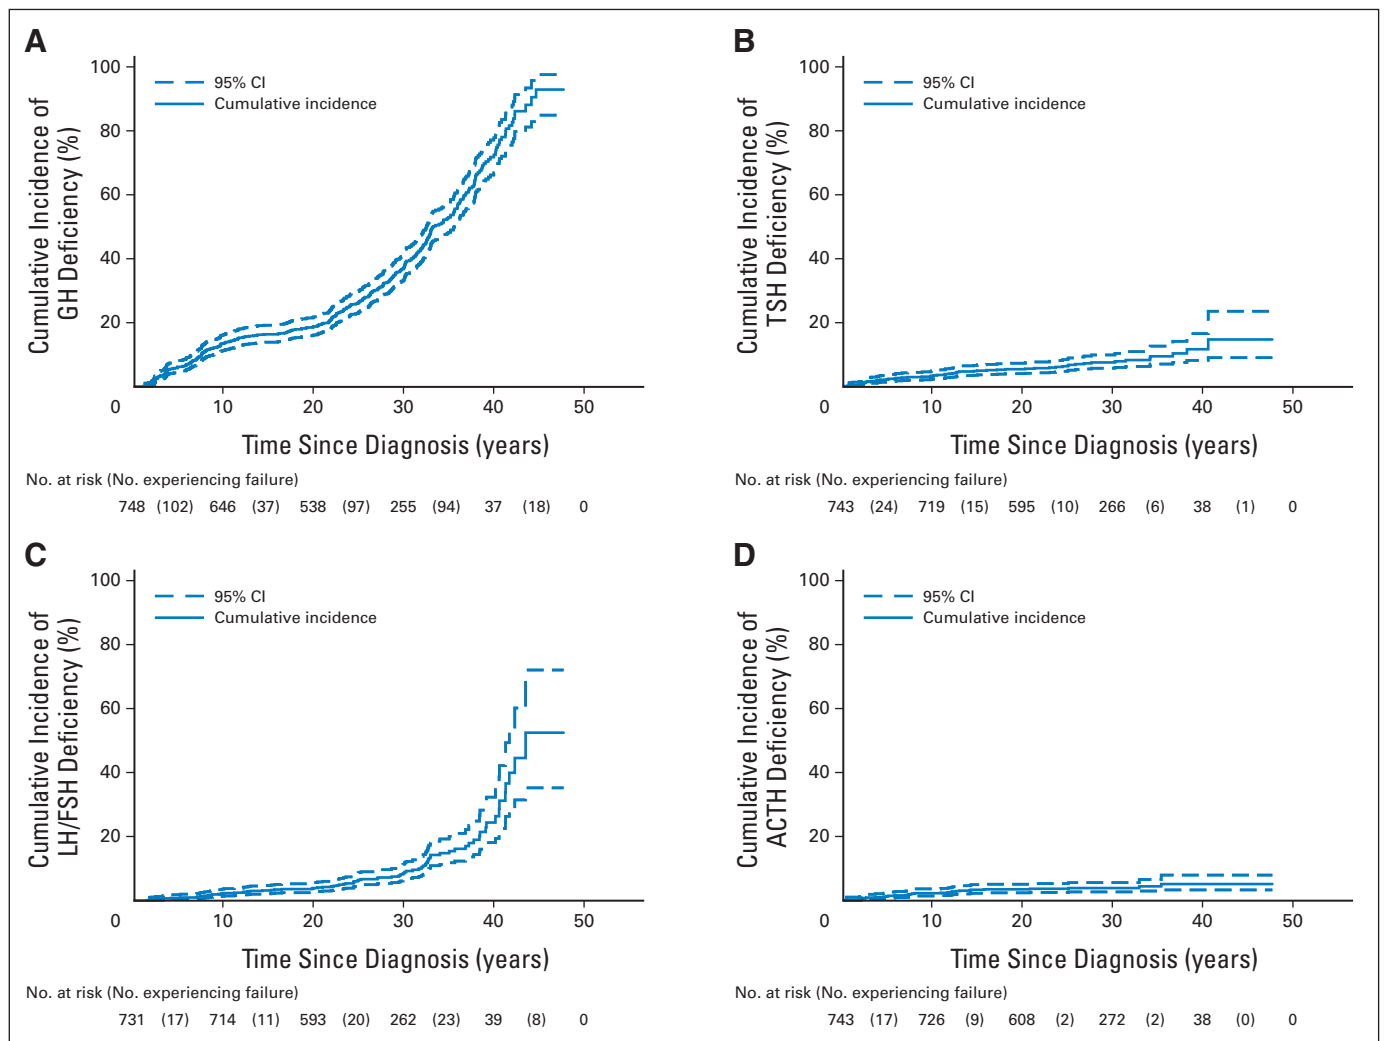 A
Cumulative Incidence of
GH Deficiency (%)
100
80
60
40
20
0
10
20
30
40
50
95% CI
Cumulative incidence
Time Since Diagnosis (years)
No. at risk (No. experiencing failure)
748 (102) 646 (37) 538 (97) 255 (94) 37 (18) 0
B
Cumulative Incidence of
TSH Deficiency (%)
100
80
60
40
20
0
10
20
30
40
50
95% CI
Cumulative incidence
Time Since Diagnosis (years)
No. at risk (No. experiencing failure)
743 (24) 719 (15) 595 (10) 266 (6) 38 (1) 0
C
Cumulative Incidence of
LH/FSH Deficiency (%)
100
80
60
40
20
0
10
20
30
40
50
95% CI
Cumulative incidence
Time Since Diagnosis (years)
No. at risk (No. experiencing failure)
731 (17) 714 (11) 593 (20) 262 (23) 39 (8) 0
D
Cumulative Incidence of
ACTH Deficiency (%)
100
80
60
40
20
0
10
20
30
40
50
95% CI
Cumulative incidence
Time Since Diagnosis (years)
No. at risk (No. experiencing failure)
743 (17) 726 (9) 608 (2) 272 (2) 38 (0) 0